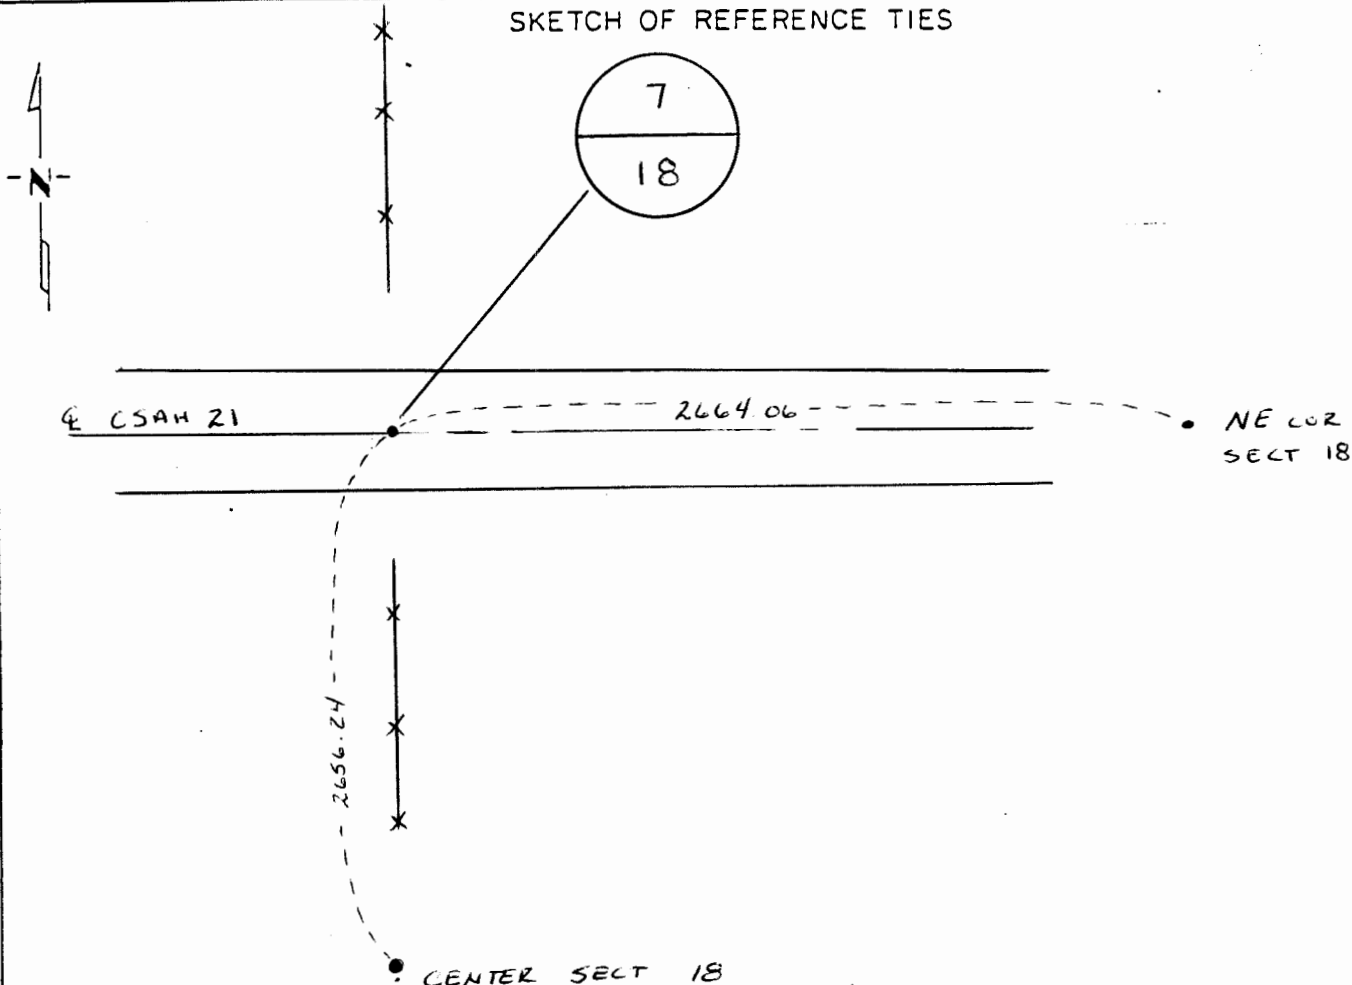 SKETCH OF REFERENCE TIES
7
18
N
℄ CSAH 21
2664.06
NE COR
SECT 18
2656.24
CENTER SECT 18